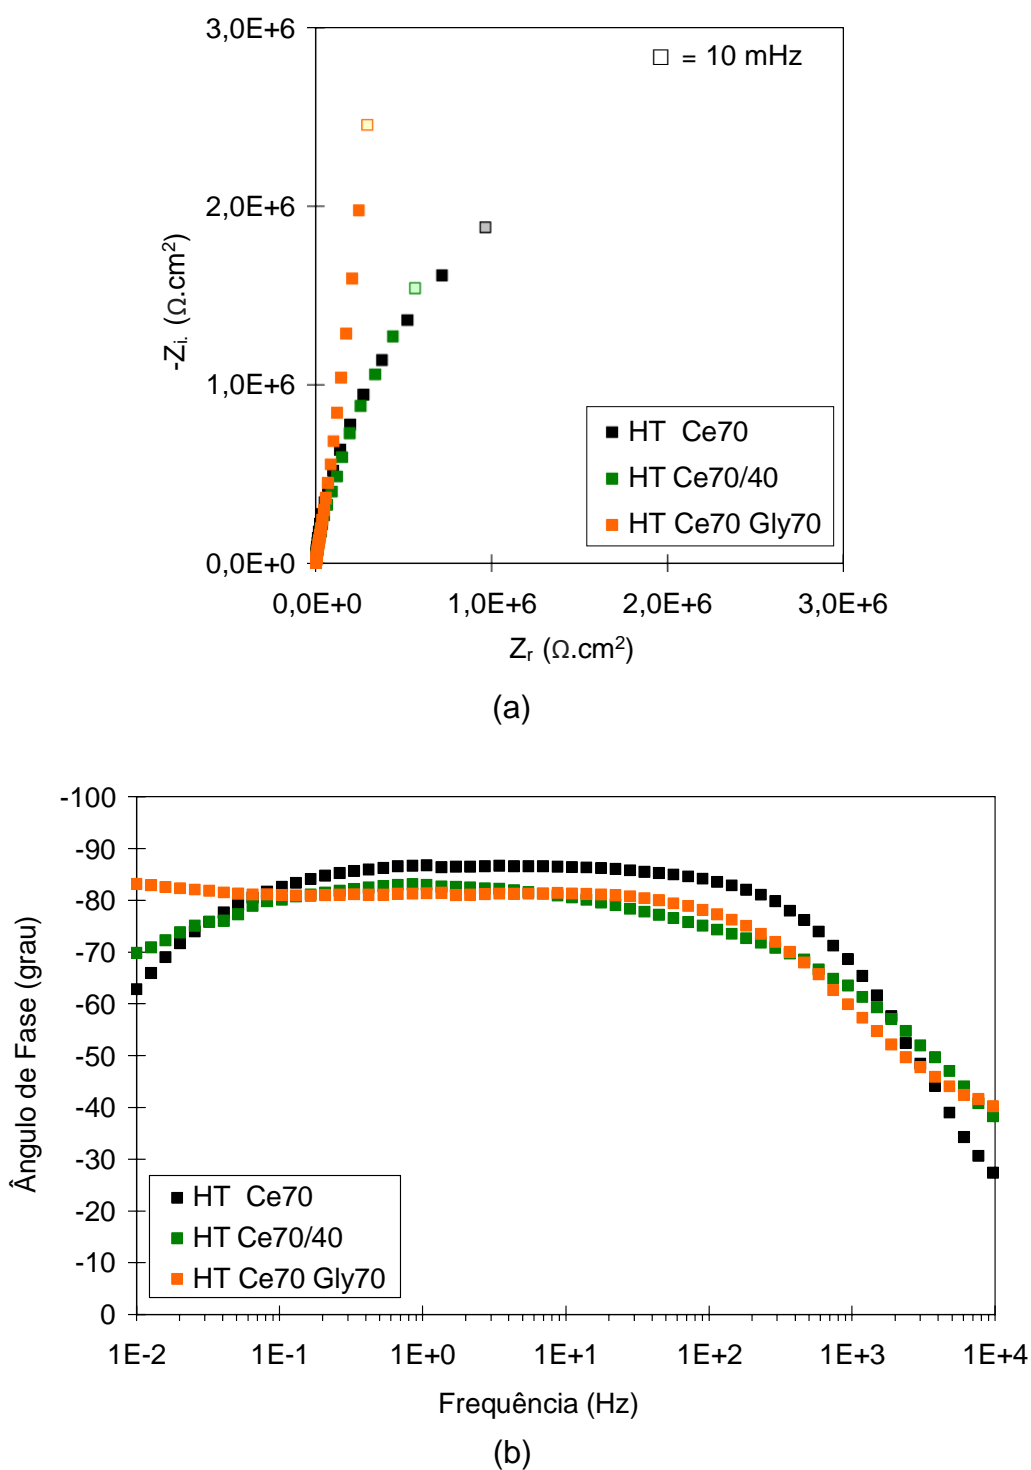 3,0E+6
□ = 10 mHz
2,0E+6
-Zi. (Ω.cm²)
1,0E+6
HT Ce70
HT Ce70/40
HT Ce70 Gly70
0,0E+0
0,0E+0 1,0E+6 2,0E+6 3,0E+6
Zr (Ω.cm²)
(a)
-100
-90
-80
-70
-60
-50
-40
-30
-20
-10
0
Ângulo de Fase (grau)
HT Ce70
HT Ce70/40
HT Ce70 Gly70
1E-2 1E-1 1E+0 1E+1 1E+2 1E+3 1E+4
Frequência (Hz)
(b)